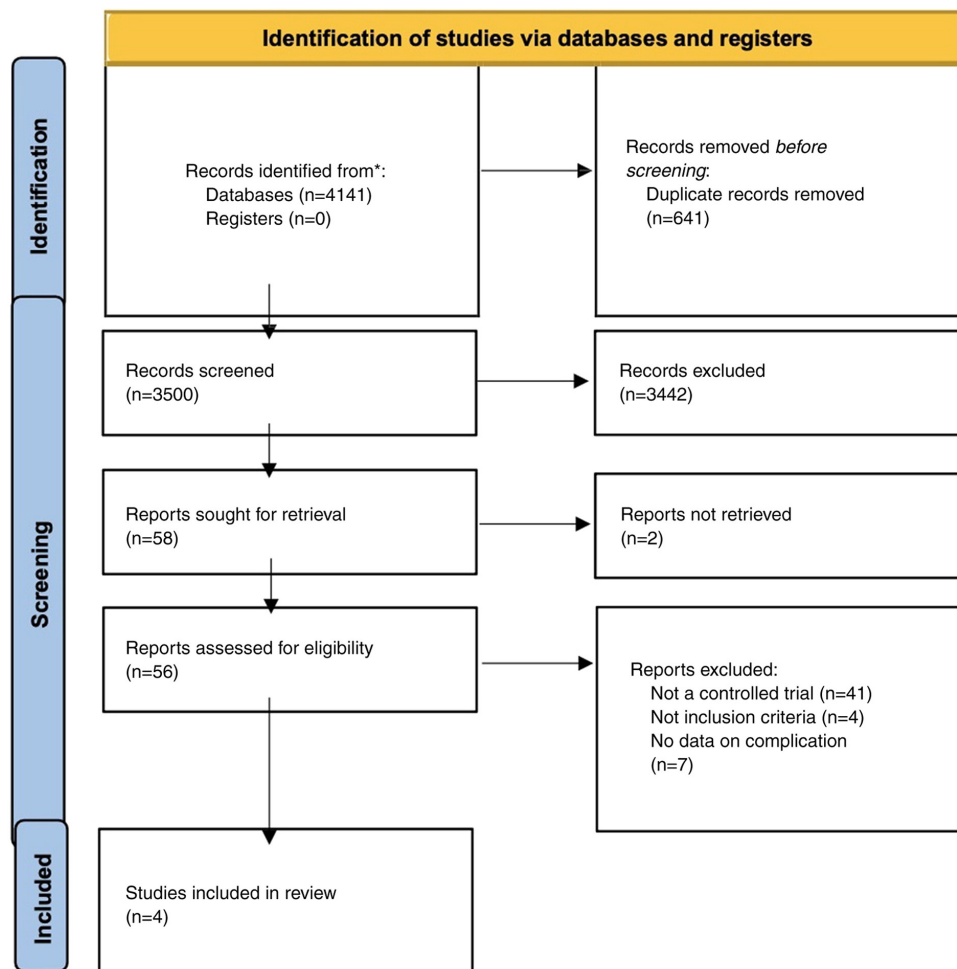 Identification of studies via databases and registers
Identification
Records identified from*:
Databases (n=4141)
Registers (n=0)
Records removed before
screening:
Duplicate records removed
(n=641)
Screening
Records screened
(n=3500)
Records excluded
(n=3442)
Reports sought for retrieval
(n=58)
Reports not retrieved
(n=2)
Reports assessed for eligibility
(n=56)
Reports excluded:
Not a controlled trial (n=41)
Not inclusion criteria (n=4)
No data on complication
(n=7)
Included
Studies included in review
(n=4)